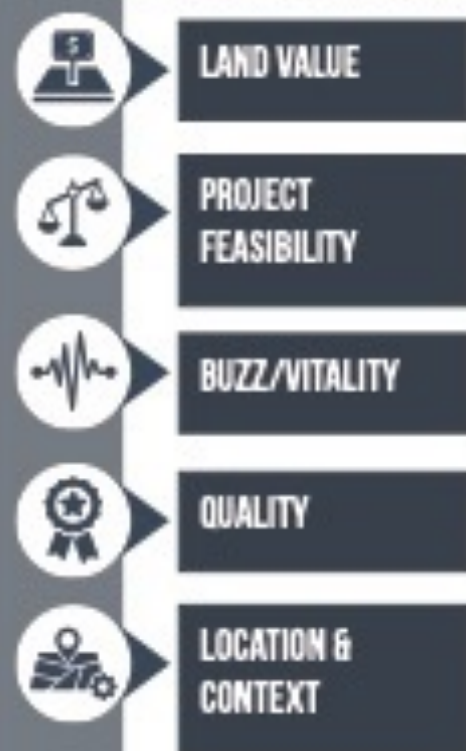 $
LAND VALUE
PROJECT
FEASIBILITY
BUZZ/VITALITY
QUALITY
LOCATION &
CONTEXT